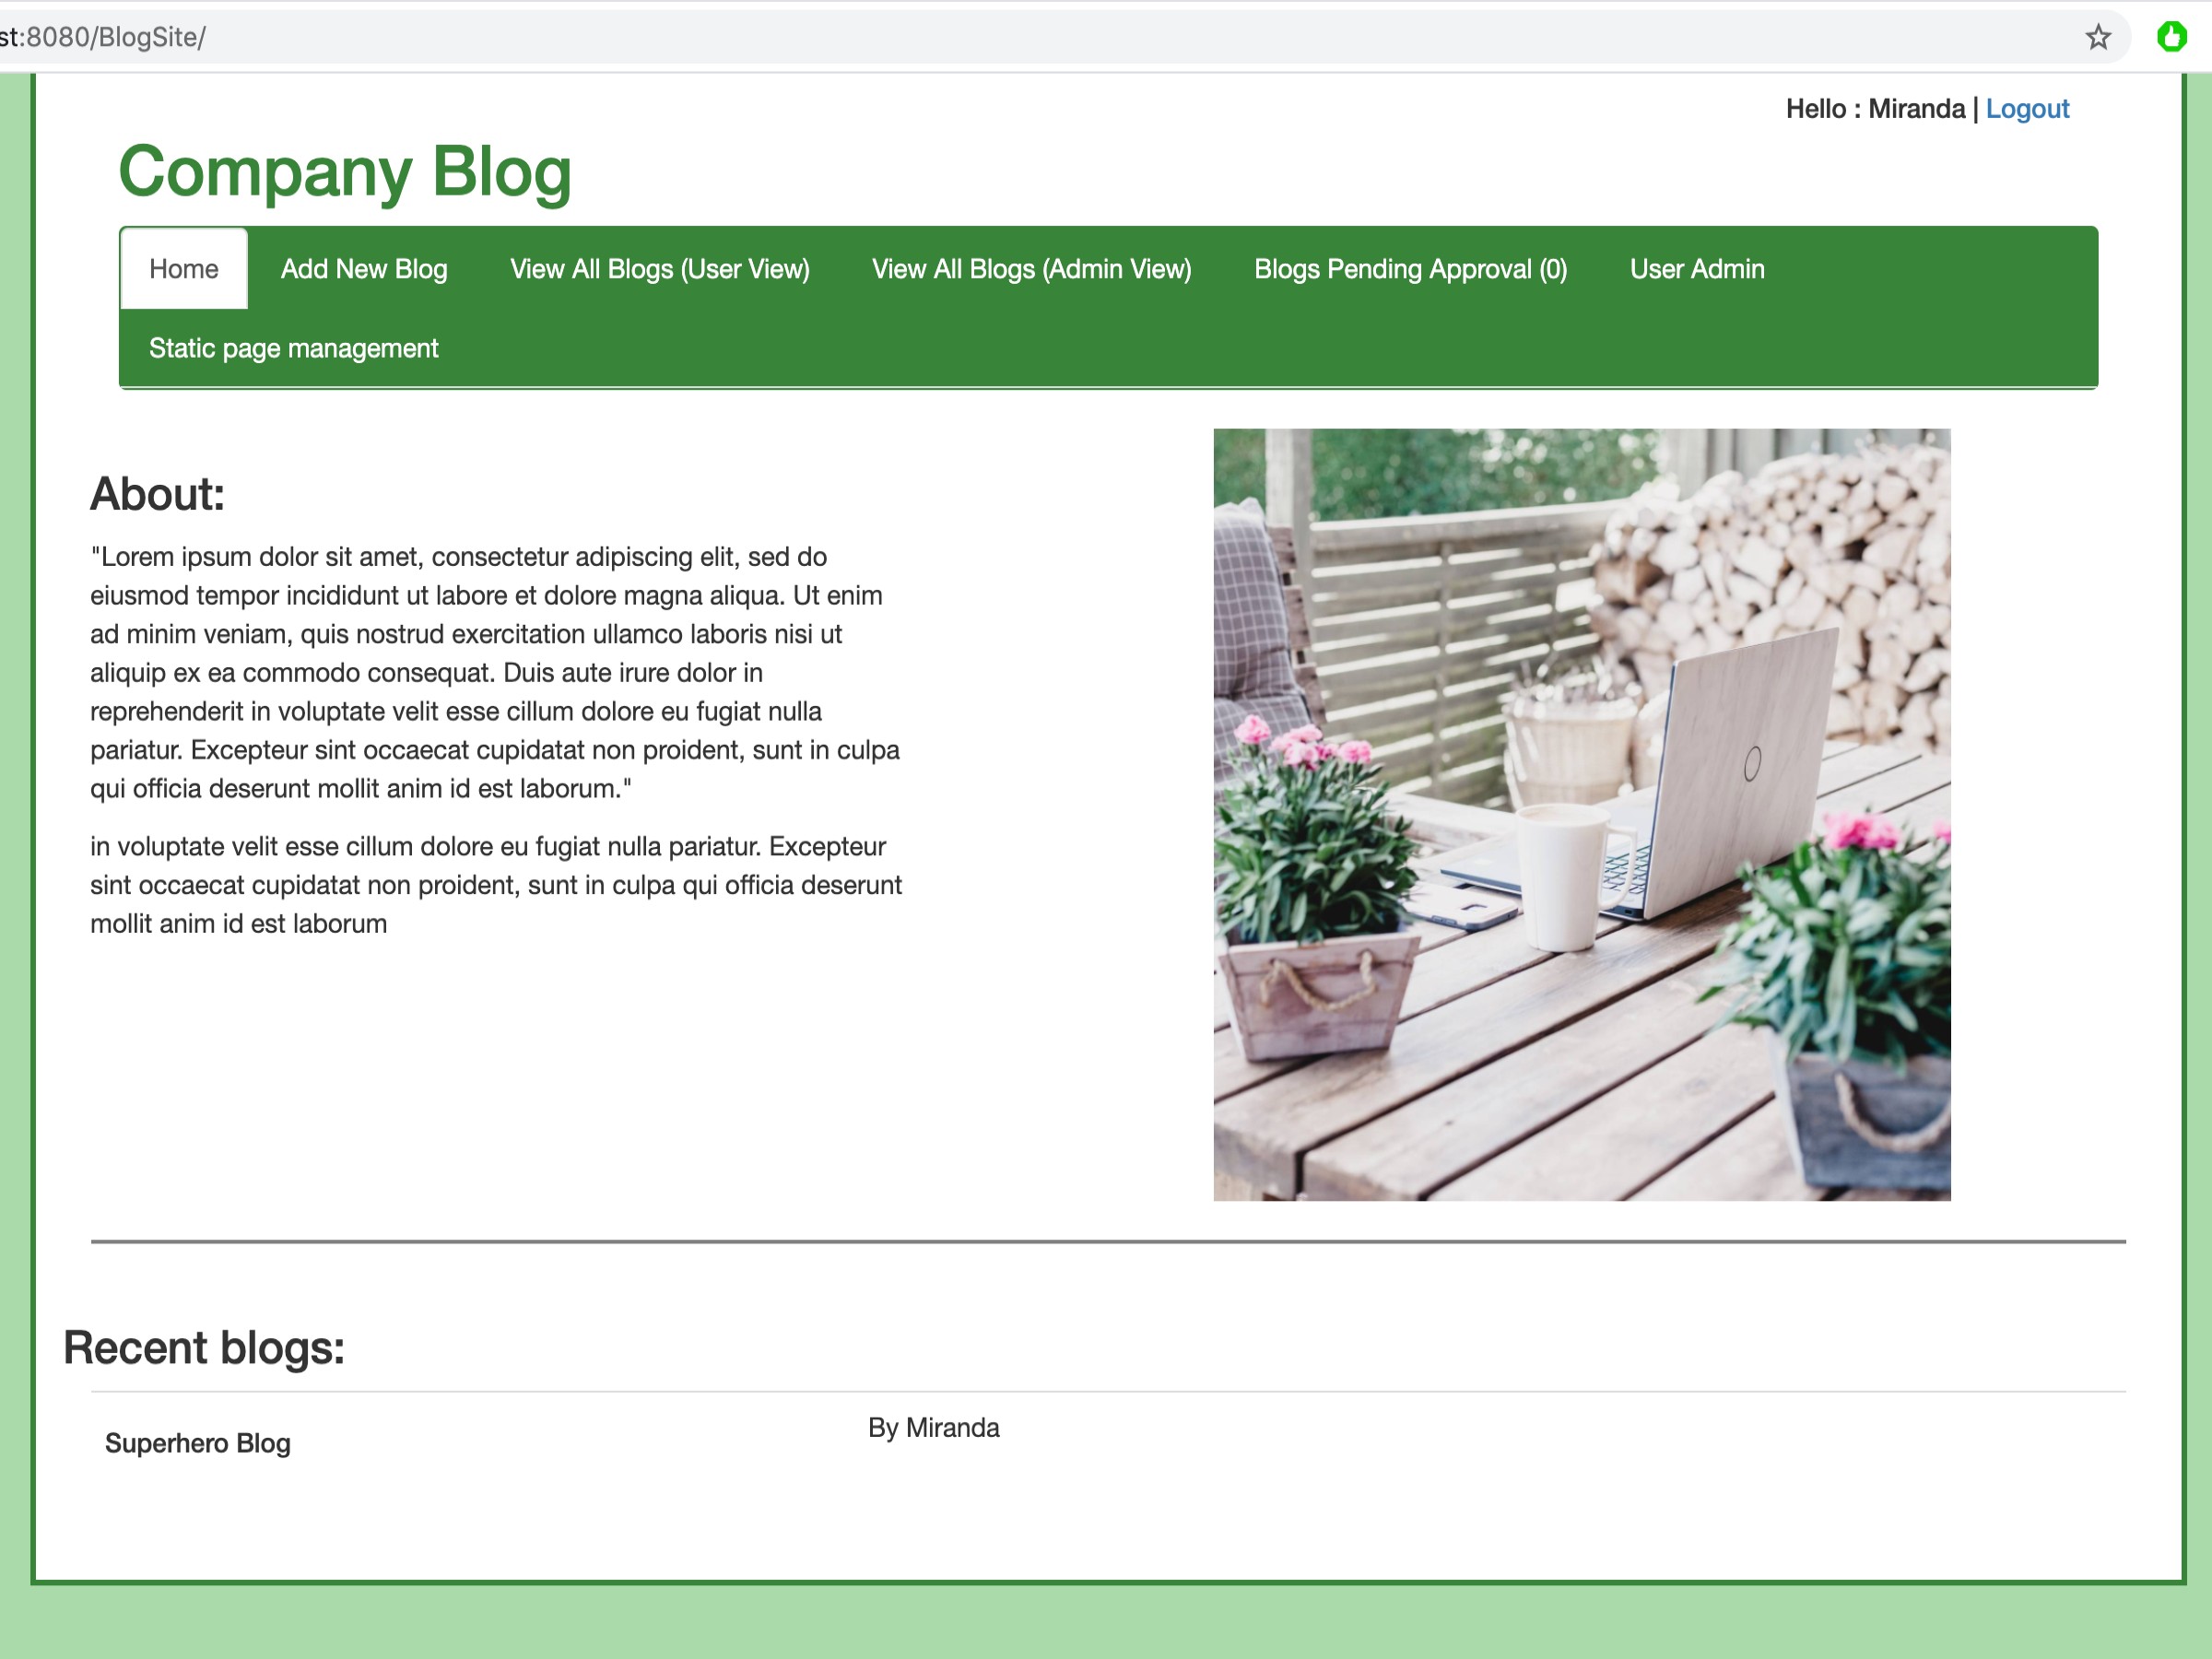 st:8080/BlogSite/
Hello : Miranda | Logout
Company Blog
Home Add New Blog View All Blogs (User View) View All Blogs (Admin View) Blogs Pending Approval (0) User Admin
Static page management
About:
"Lorem ipsum dolor sit amet, consectetur adipiscing elit, sed do
eiusmod tempor incididunt ut labore et dolore magna aliqua. Ut enim
ad minim veniam, quis nostrud exercitation ullamco laboris nisi ut
aliquip ex ea commodo consequat. Duis aute irure dolor in
reprehenderit in voluptate velit esse cillum dolore eu fugiat nulla
pariatur. Excepteur sint occaecat cupidatat non proident, sunt in culpa
qui officia deserunt mollit anim id est laborum."
in voluptate velit esse cillum dolore eu fugiat nulla pariatur. Excepteur
sint occaecat cupidatat non proident, sunt in culpa qui officia deserunt
mollit anim id est laborum
Recent blogs:
Superhero Blog
By Miranda